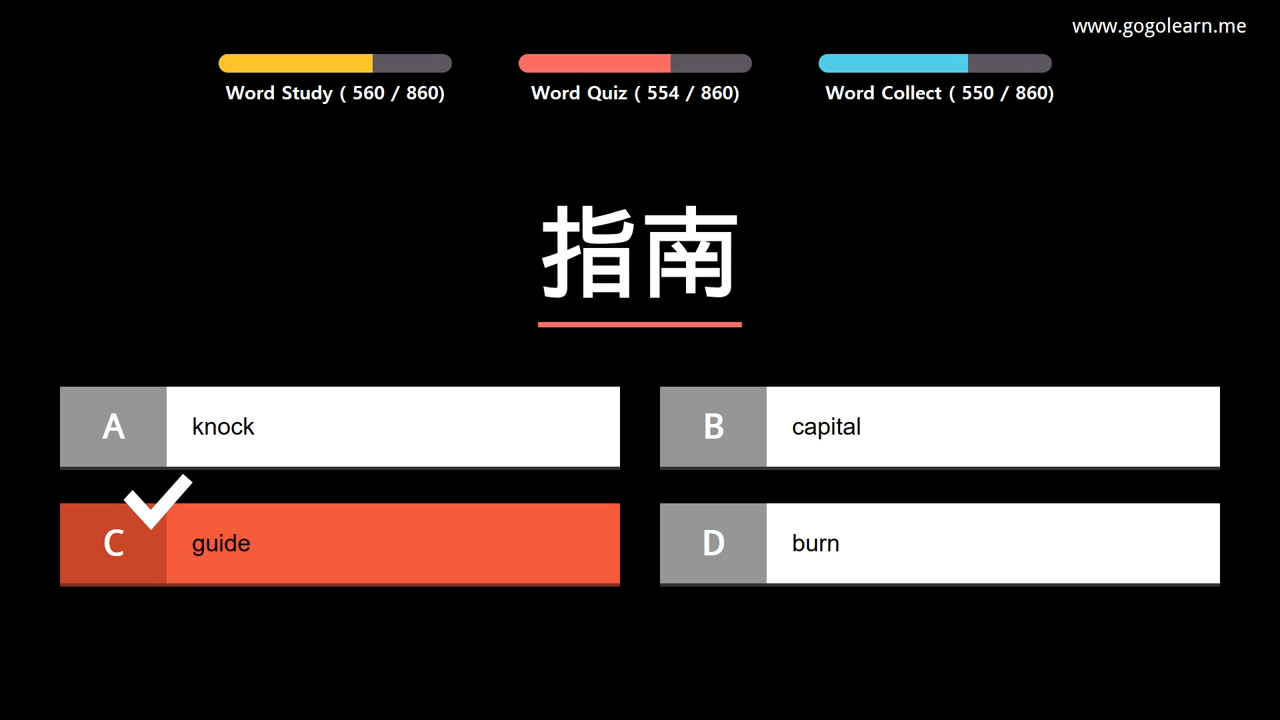 www.gogolearn.me
Word Study ( 560 / 860)
Word Quiz ( 554 / 860)
Word Collect ( 550 / 860)
指南
A knock
B capital
C guide
D burn